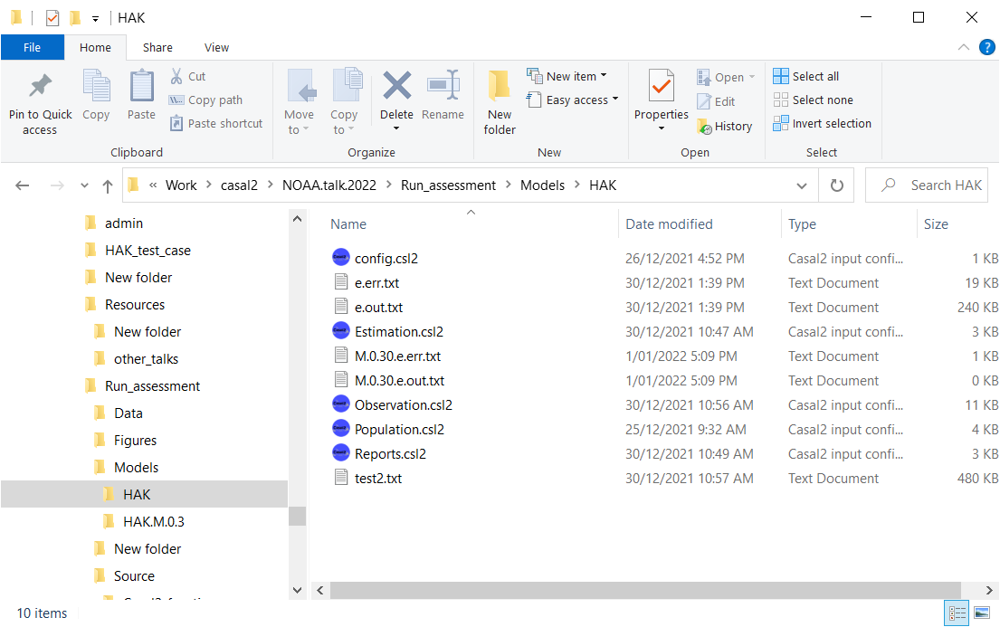 HAK
File Home Share View
Pin to Quick access
Copy
Paste
Cut
Copy path
Paste shortcut
Clipboard
Move to
Copy to
Delete
Rename
Organize
New folder
New item
Easy access
New
Properties
Open
Edit
History
Open
Select all
Select none
Invert selection
Select
« Work > casal2 > NOAA.talk.2022 > Run_assessment > Models > HAK
Search HAK
admin
HAK_test_case
New folder
Resources
New folder
other_talks
Run_assessment
Data
Figures
Models
HAK
HAK.M.0.3
New folder
Source
Name Date modified Type Size
config.csl2 26/12/2021 4:52 PM Casal2 input confi... 1 KB
e.err.txt 30/12/2021 1:39 PM Text Document 19 KB
e.out.txt 30/12/2021 1:39 PM Text Document 240 KB
Estimation.csl2 30/12/2021 10:47 AM Casal2 input confi... 3 KB
M.0.30.e.err.txt 1/01/2022 5:09 PM Text Document 1 KB
M.0.30.e.out.txt 1/01/2022 5:09 PM Text Document 0 KB
Observation.csl2 30/12/2021 10:56 AM Casal2 input confi... 11 KB
Population.csl2 25/12/2021 9:32 AM Casal2 input confi... 4 KB
Reports.csl2 30/12/2021 10:49 AM Casal2 input confi... 3 KB
test2.txt 30/12/2021 10:57 AM Text Document 480 KB
10 items